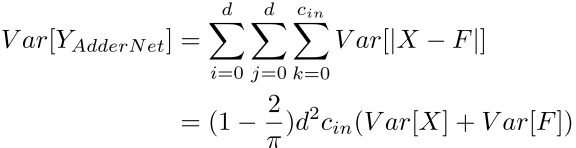 Var[Y_{AdderNet}] = \sum_{i=0}^{d} \sum_{j=0}^{d} \sum_{k=0}^{c_{in}} Var[|X - F|]
= (1 - \frac{2}{\pi})d^2 c_{in}(Var[X] + Var[F])